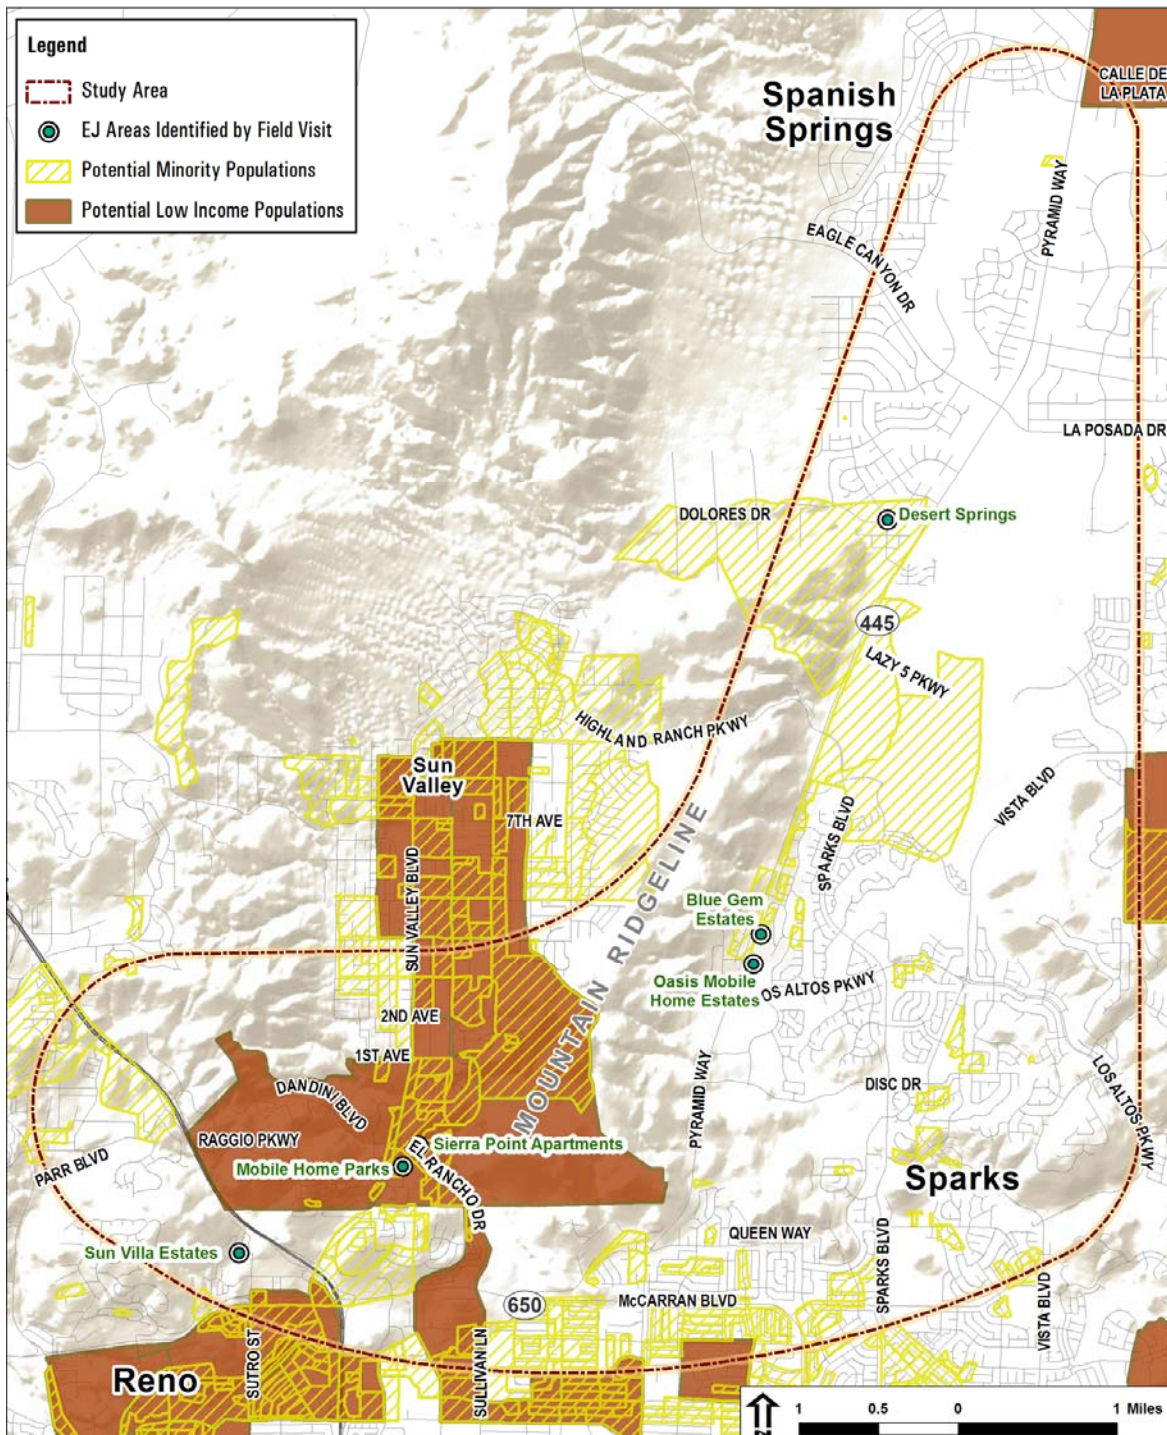 Legend
Study Area
EJ Areas Identified by Field Visit
Potential Minority Populations
Potential Low Income Populations
Spanish
Springs
CALLE DE
LA PLATA
PYRAMID WAY
EAGLE CANYON DR
LA POSADA DR
DOLORES DR
Desert Springs
445
LAZY 5 PKWY
HIGHLAND RANCH PKWY
Sun
Valley
7TH AVE
VISTA BLVD
SPARKS BLVD
SUN VALLEY BLVD
MOUNTAIN RIDGELINE
Blue Gem
Estates
Oasis Mobile
Home Estates
OS ALTOS PKWY
2ND AVE
1ST AVE
DANDINI BLVD
PYRAMID WAY
DISC DR
LOS ALTOS PKWY
RAGGIO PKWY
Sierra Point Apartments
EL RANCHO DR
Mobile Home Parks
PARR BLVD
Sparks
Sun Villa Estates
QUEEN WAY
SPARKS BLVD
650
McCARRAN BLVD
VISTA BLVD
SUTRO ST
SULLIVAN LN
Reno
1 0.5 0 1 Miles